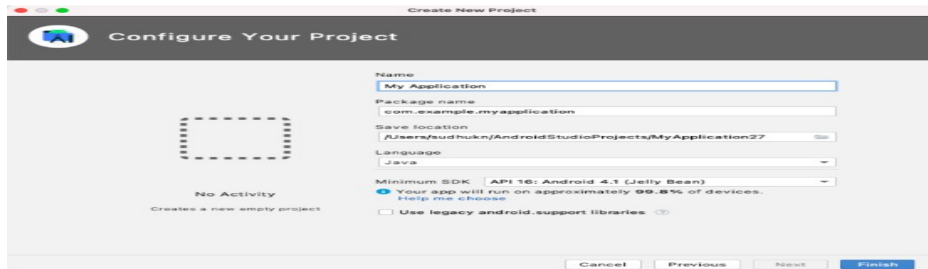 Create New Project
Configure Your Project
Name
My Application
Package name
com.example.myapplication
Save location
/Users/sudhukn/AndroidStudioProjects/MyApplication27
Language
Java
Minimum SDK API 16: Android 4.1 (Jelly Bean)
Your app will run on approximately 99.8% of devices.
Help me choose
Use legacy android.support libraries
No Activity
Creates a new empty project
Cancel Previous Next Finish